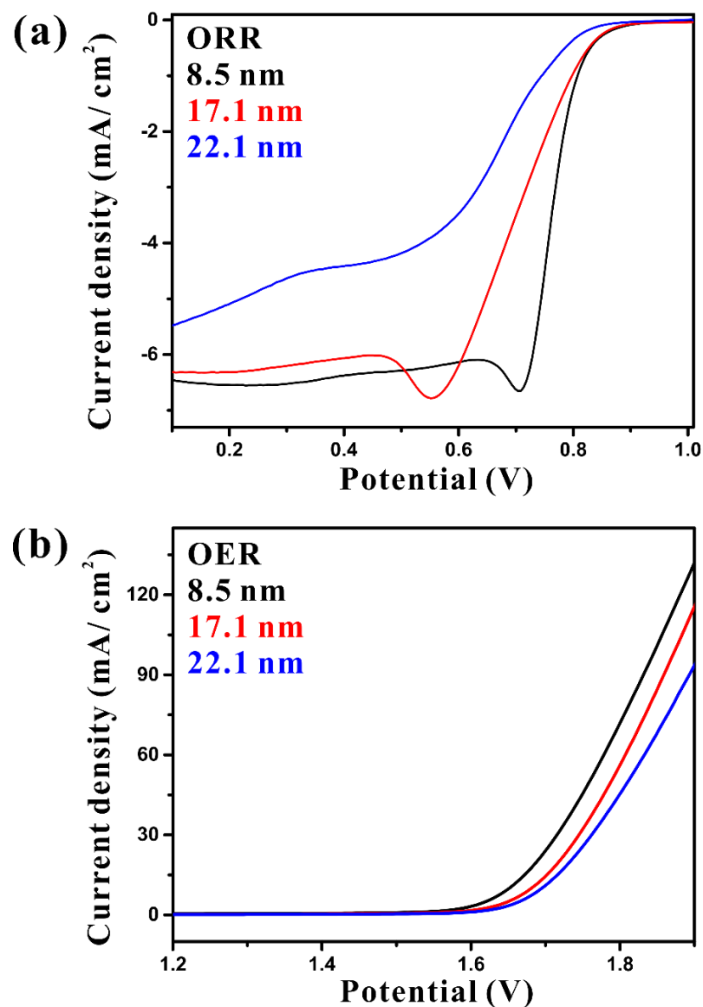 (a)
ORR
8.5 nm
17.1 nm
22.1 nm
Current density (mA/ cm²)
0
-2
-4
-6
0.2 0.4 0.6 0.8 1.0
Potential (V)
(b)
OER
8.5 nm
17.1 nm
22.1 nm
Current density (mA/ cm²)
120
90
60
30
0
1.2 1.4 1.6 1.8
Potential (V)